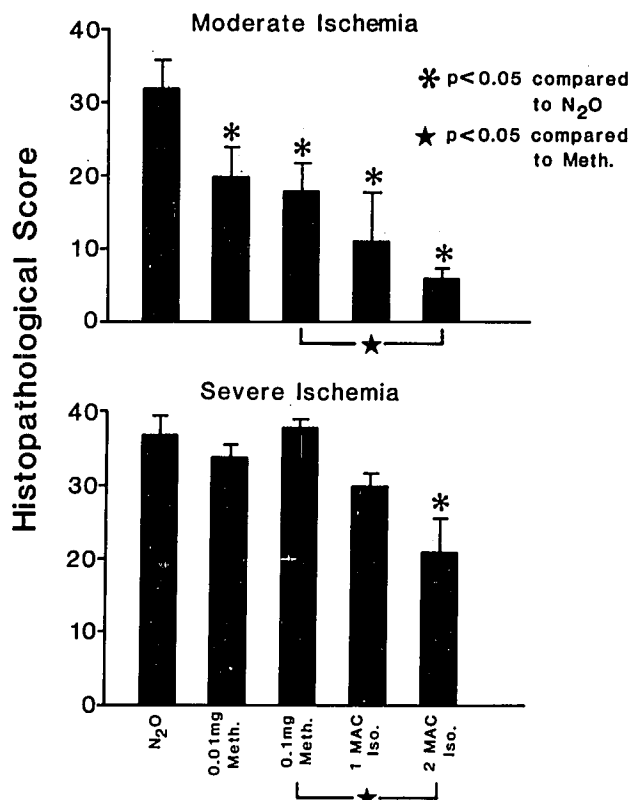 Moderate Ischemia
40
30
20
10
0
* p<0.05 compared
to N₂O
★ p<0.05 compared
to Meth.
* * * *
★
Histopathological Score
Severe Ischemia
40
30
20
10
0
*
N₂O
0.01mg
Meth.
0.1mg
Meth.
1 MAC
Iso.
2 MAC
Iso.
★